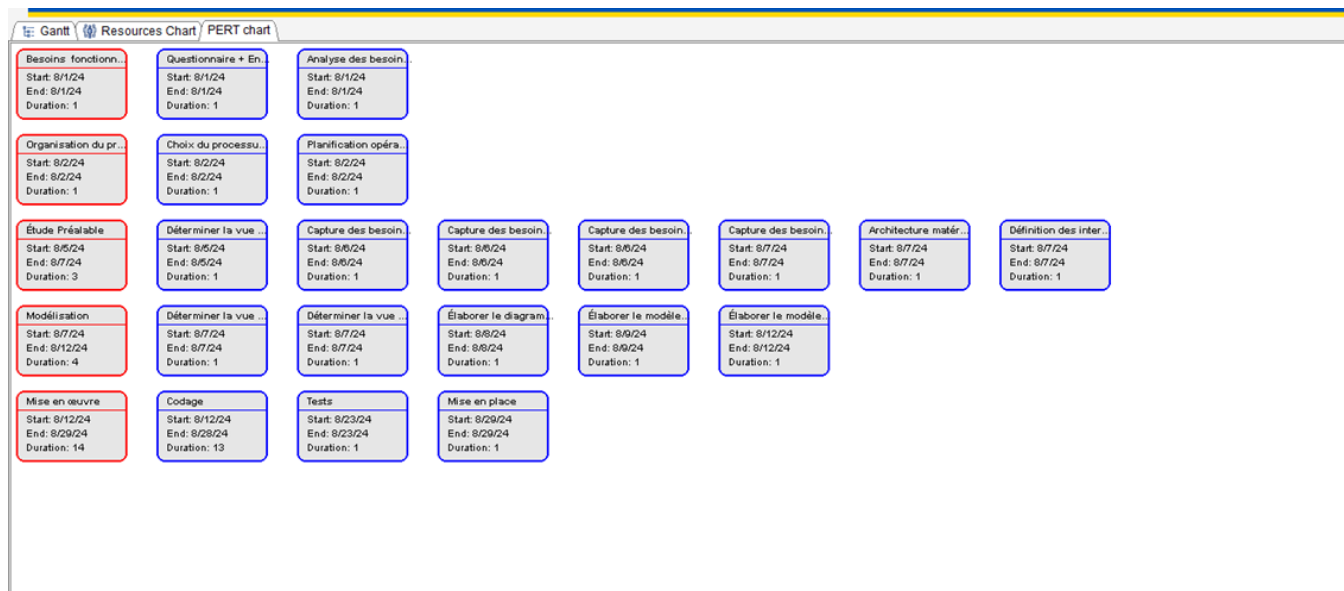 Gantt Resources Chart PERT chart
Besoins fonctionn... Questionnaire + En... Analyse des besoin...
Start: 8/1/24 Start: 8/1/24 Start: 8/1/24
End: 8/1/24 End: 8/1/24 End: 8/1/24
Duration: 1 Duration: 1 Duration: 1
Organisation du pr... Choix du processu... Planification opéra...
Start: 8/2/24 Start: 8/2/24 Start: 8/2/24
End: 8/2/24 End: 8/2/24 End: 8/2/24
Duration: 1 Duration: 1 Duration: 1
Étude Préalable Déterminer la vue ... Capture des besoin... Capture des besoin... Capture des besoin... Capture des besoin... Architecture matér... Définition des inter...
Start: 8/5/24 Start: 8/5/24 Start: 8/6/24 Start: 8/6/24 Start: 8/6/24 Start: 8/7/24 Start: 8/7/24 Start: 8/7/24
End: 8/7/24 End: 8/5/24 End: 8/6/24 End: 8/6/24 End: 8/6/24 End: 8/7/24 End: 8/7/24 End: 8/7/24
Duration: 3 Duration: 1 Duration: 1 Duration: 1 Duration: 1 Duration: 1 Duration: 1 Duration: 1
Modélisation Déterminer la vue ... Déterminer la vue ... Élaborer le diagram... Élaborer le modèle... Élaborer le modèle...
Start: 8/7/24 Start: 8/7/24 Start: 8/7/24 Start: 8/8/24 Start: 8/9/24 Start: 8/12/24
End: 8/12/24 End: 8/7/24 End: 8/7/24 End: 8/8/24 End: 8/9/24 End: 8/12/24
Duration: 4 Duration: 1 Duration: 1 Duration: 1 Duration: 1 Duration: 1
Mise en œuvre Codage Tests Mise en place
Start: 8/12/24 Start: 8/12/24 Start: 8/23/24 Start: 8/29/24
End: 8/29/24 End: 8/28/24 End: 8/23/24 End: 8/29/24
Duration: 14 Duration: 13 Duration: 1 Duration: 1